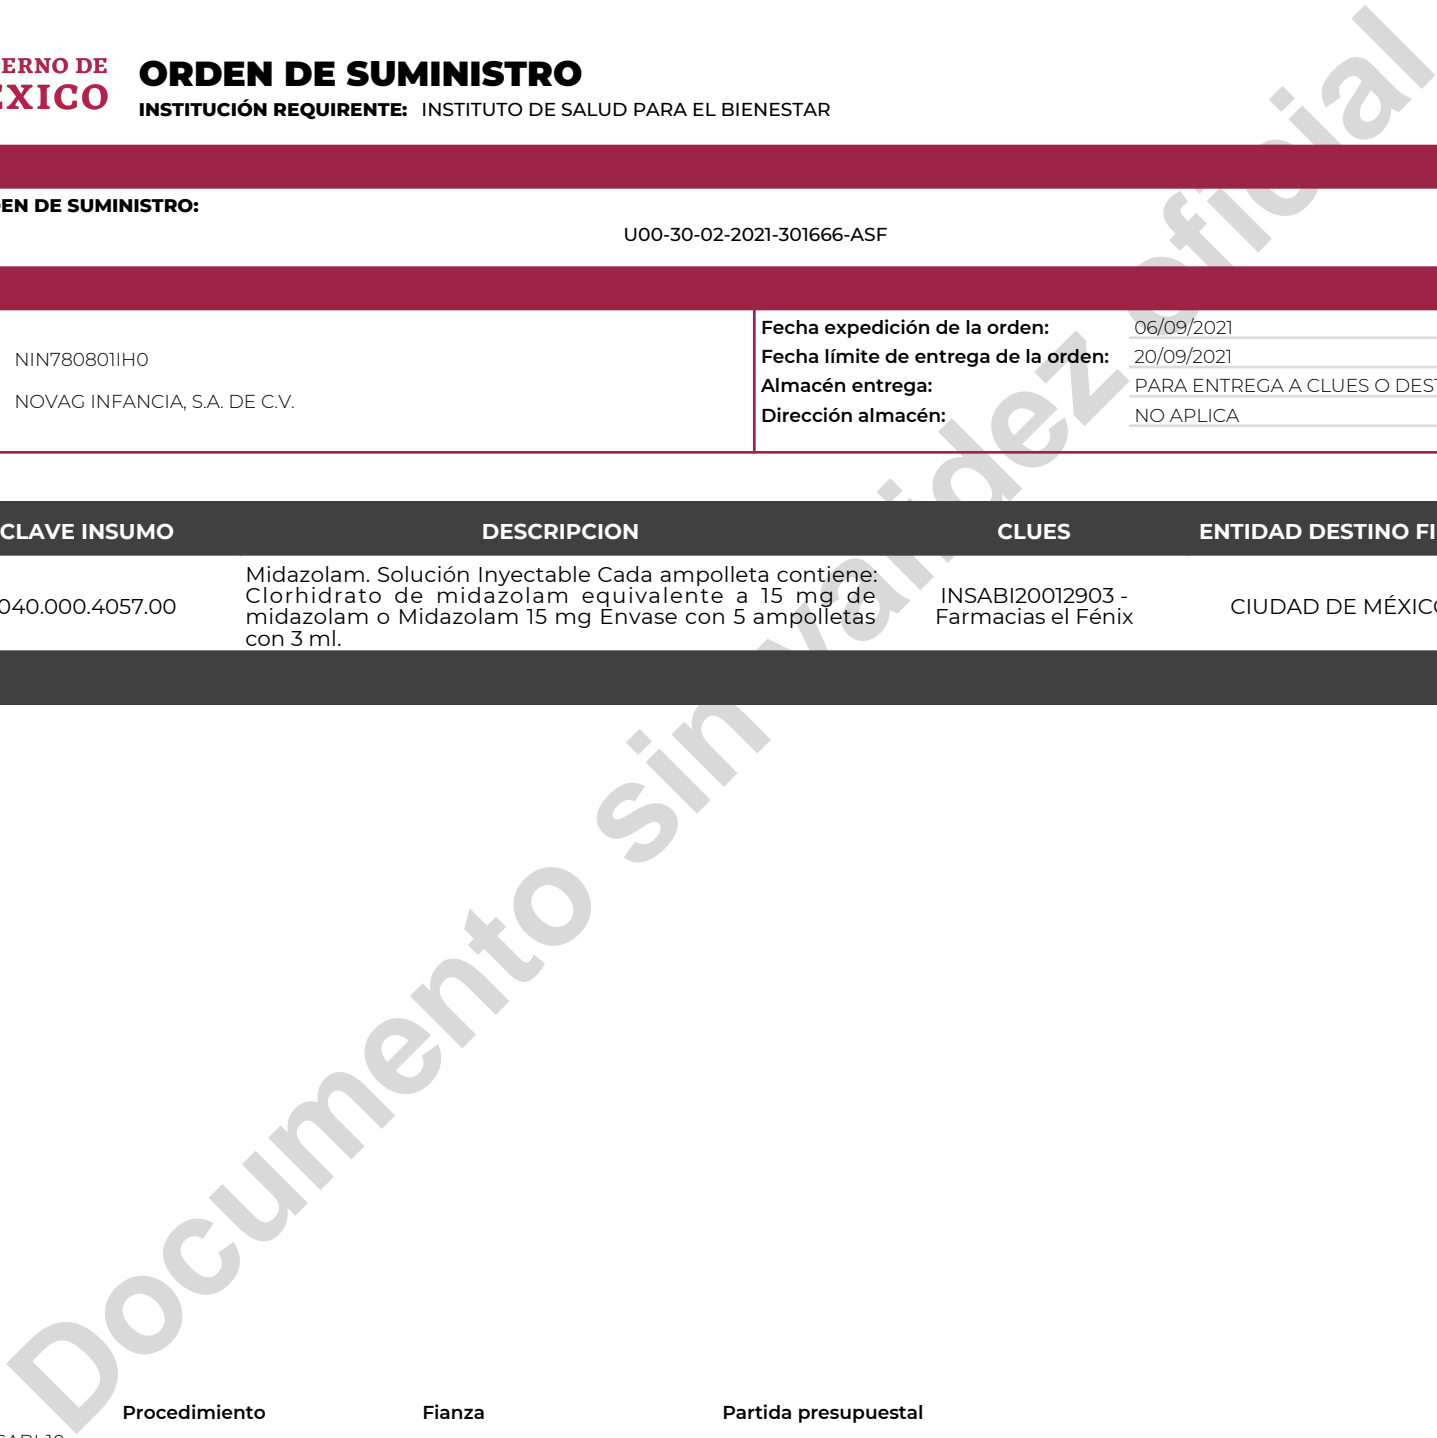 ERNO DE
ÉXICO
ORDEN DE SUMINISTRO
INSTITUCIÓN REQUIRENTE: INSTITUTO DE SALUD PARA EL BIENESTAR
EN DE SUMINISTRO:
U00-30-02-2021-301666-ASF
NIN780801IH0
NOVAG INFANCIA, S.A. DE C.V.
Fecha expedición de la orden: 06/09/2021
Fecha límite de entrega de la orden: 20/09/2021
Almacén entrega: PARA ENTREGA A CLUES O DEST
Dirección almacén: NO APLICA
CLAVE INSUMO DESCRIPCION CLUES ENTIDAD DESTINO FI
040.000.4057.00
Midazolam. Solución Inyectable Cada ampolleta contiene:
Clorhidrato de midazolam equivalente a 15 mg de
midazolam o Midazolam 15 mg Envase con 5 ampolletas
con 3 ml.
INSABI20012903 -
Farmacias el Fénix
CIUDAD DE MÉXICO
Documento sin validez oficial
Procedimiento Fianza Partida presupuestal